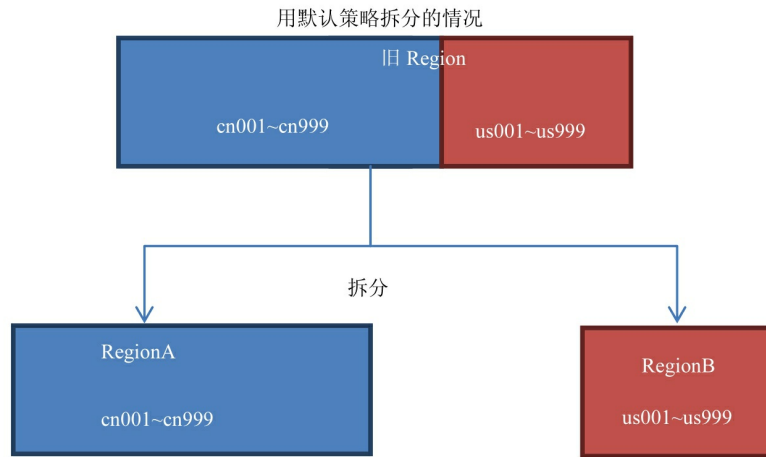 用默认策略拆分的情况
旧 Region
cn001~cn999
us001~us999
拆分
RegionA
RegionB
cn001~cn999
us001~us999